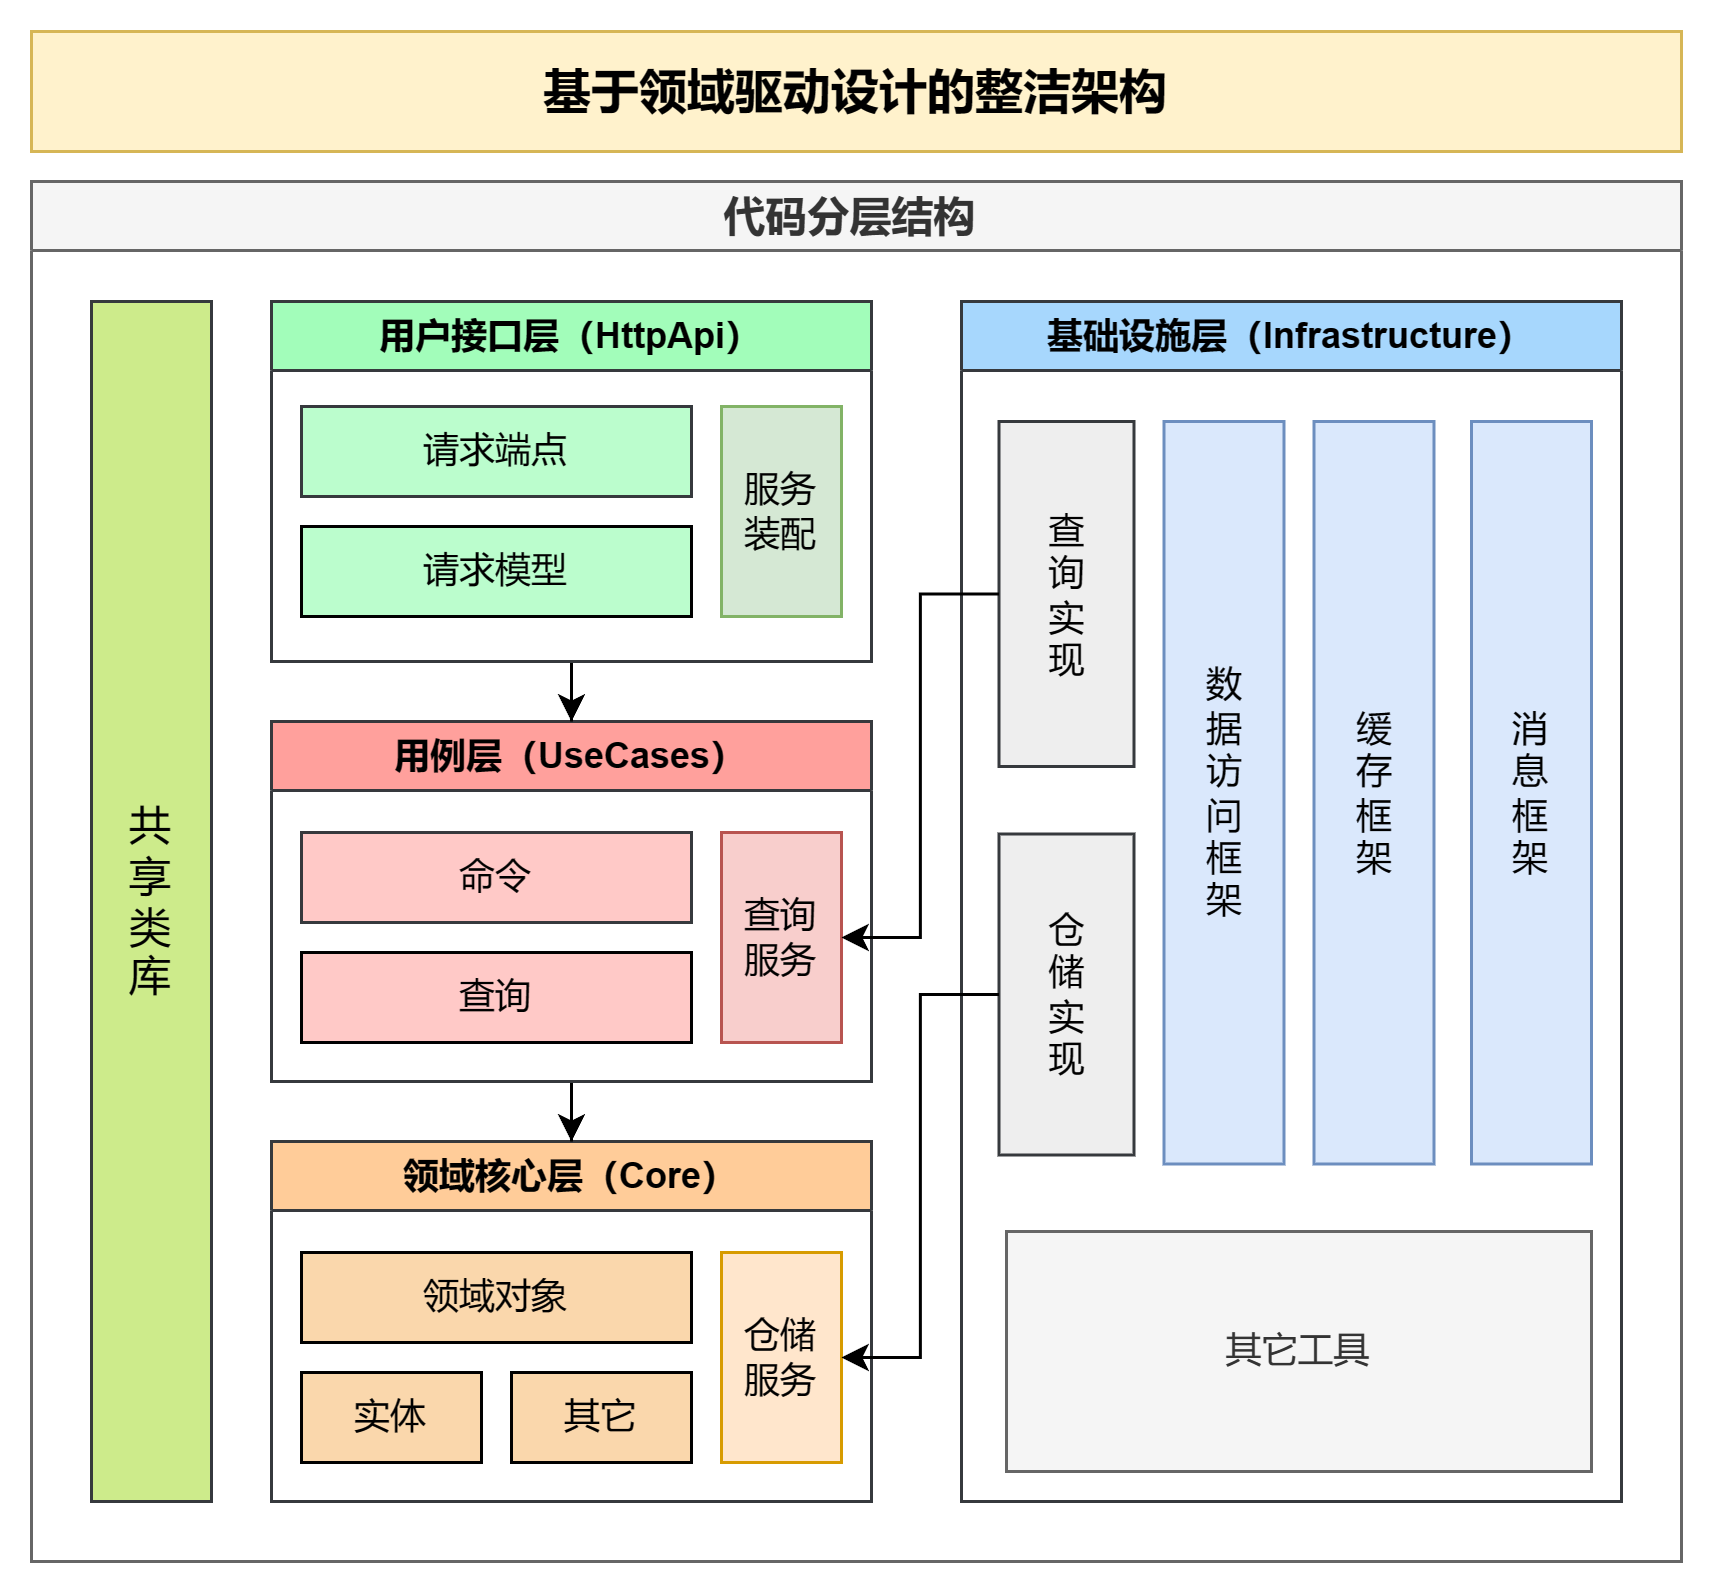 基于领域驱动设计的整洁架构
代码分层结构
共
享
类
库
用户接口层（HttpApi）
请求端点
请求模型
服务
装配
用例层（UseCases）
命令
查询
查询
服务
领域核心层（Core）
领域对象
实体
其它
仓储
服务
基础设施层（Infrastructure）
查
询
实
现
仓
储
实
现
数
据
访
问
框
架
缓
存
框
架
消
息
框
架
其它工具